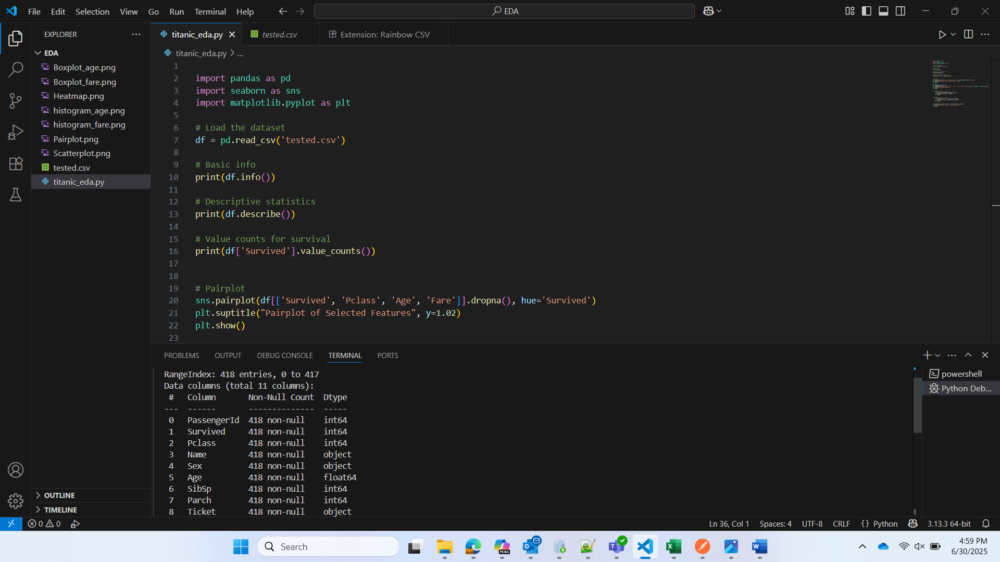 File Edit Selection View Go Run Terminal Help
EDA
EXPLORER
titanic_eda.py
tested.csv
Extension: Rainbow CSV
EDA
Boxplot_age.png
Boxplot_fare.png
Heatmap.png
histogram_age.png
histogram_fare.png
Pairplot.png
Scatterplot.png
tested.csv
titanic_eda.py
OUTLINE
TIMELINE
titanic_eda.py > ...
1
2 import pandas as pd
3 import seaborn as sns
4 import matplotlib.pyplot as plt
5
6 # Load the dataset
7 df = pd.read_csv('tested.csv')
8
9 # Basic info
10 print(df.info())
11
12 # Descriptive statistics
13 print(df.describe())
14
15 # Value counts for survival
16 print(df['Survived'].value_counts())
17
18
19 # Pairplot
20 sns.pairplot(df[['Survived', 'Pclass', 'Age', 'Fare']].dropna(), hue='Survived')
21 plt.suptitle("Pairplot of Selected Features", y=1.02)
22 plt.show()
23
PROBLEMS OUTPUT DEBUG CONSOLE TERMINAL PORTS
RangeIndex: 418 entries, 0 to 417
Data columns (total 11 columns):
# Column Non-Null Count Dtype
--- ------ -------------- -----
0 PassengerId 418 non-null int64
1 Survived 418 non-null int64
2 Pclass 418 non-null int64
3 Name 418 non-null object
4 Sex 418 non-null object
5 Age 418 non-null float64
6 SibSp 418 non-null int64
7 Parch 418 non-null int64
8 Ticket 418 non-null object
powershell
Python Deb...
0 0
Ln 36, Col 1 Spaces: 4 UTF-8 CRLF {} Python 3.13.3 64-bit
Search
M365
4:59 PM
6/30/2025